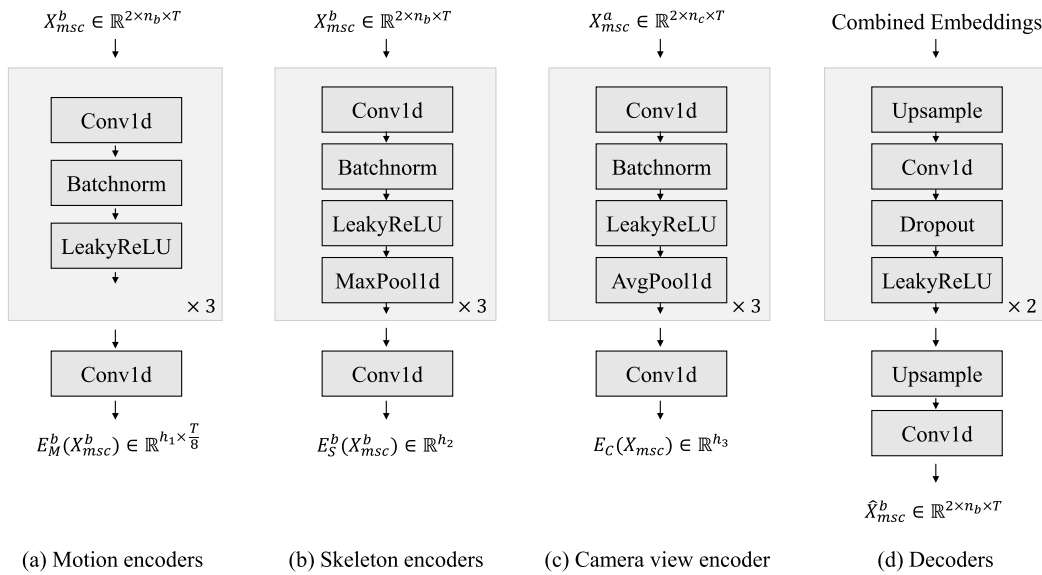 X^b_{msc} ∈ ℝ^{2×n_b×T}
Conv1d
Batchnorm
LeakyReLU
× 3
Conv1d
E^b_M(X^b_{msc}) ∈ ℝ^{h_1×\frac{T}{8}}
(a) Motion encoders
X^b_{msc} ∈ ℝ^{2×n_b×T}
Conv1d
Batchnorm
LeakyReLU
MaxPool1d
× 3
Conv1d
E^b_S(X^b_{msc}) ∈ ℝ^{h_2}
(b) Skeleton encoders
X^a_{msc} ∈ ℝ^{2×n_c×T}
Conv1d
Batchnorm
LeakyReLU
AvgPool1d
× 3
Conv1d
E_C(X_{msc}) ∈ ℝ^{h_3}
(c) Camera view encoder
Combined Embeddings
Upsample
Conv1d
Dropout
LeakyReLU
× 2
Upsample
Conv1d
X̂^b_{msc} ∈ ℝ^{2×n_b×T}
(d) Decoders